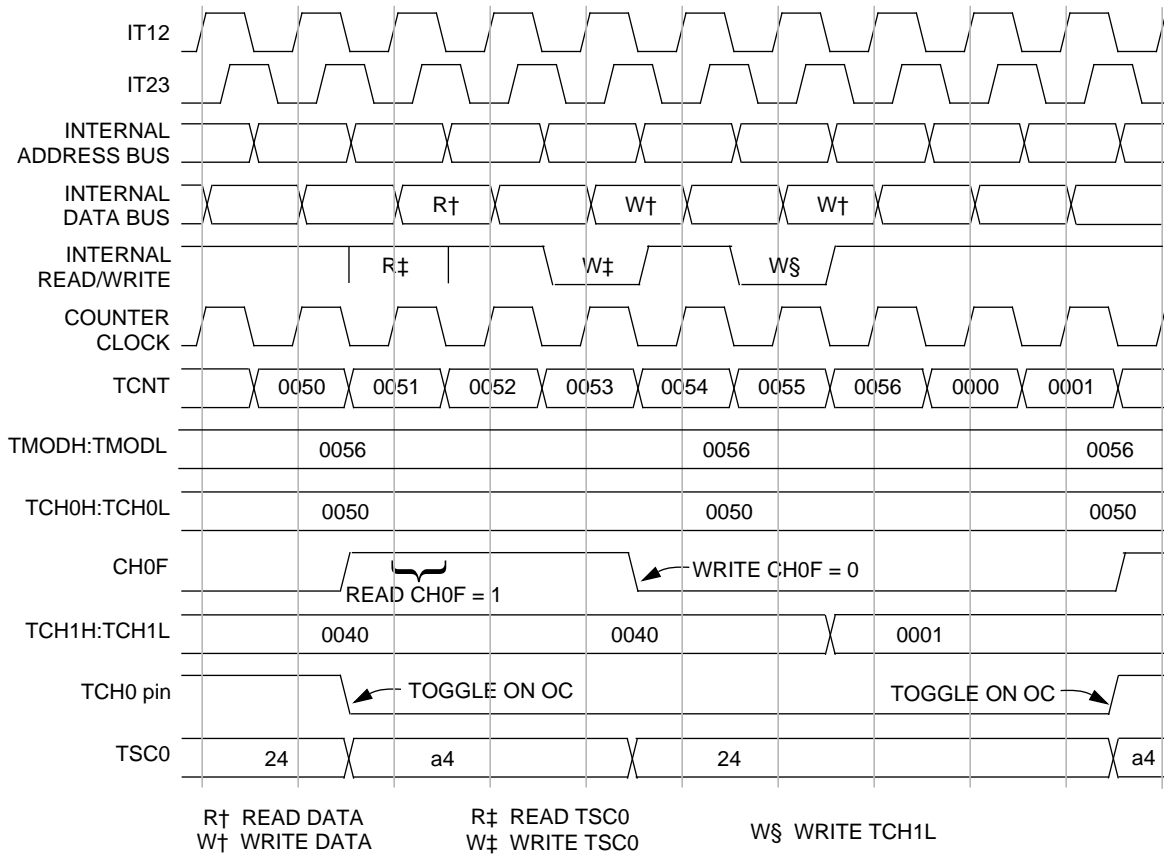 IT12
IT23
INTERNAL
ADDRESS BUS
INTERNAL
DATA BUS
R† W† W†
INTERNAL
READ/WRITE
R‡ W‡ W§
COUNTER
CLOCK
TCNT 0050 0051 0052 0053 0054 0055 0056 0000 0001
TMODH:TMODL 0056 0056 0056
TCH0H:TCH0L 0050 0050 0050
CH0F
WRITE CH0F = 0
READ CH0F = 1
TCH1H:TCH1L 0040 0040 0001
TCH0 pin TOGGLE ON OC TOGGLE ON OC
TSC0 24 a4 24 a4
R† READ DATA R‡ READ TSC0
W† WRITE DATA W‡ WRITE TSC0 W§ WRITE TCH1L